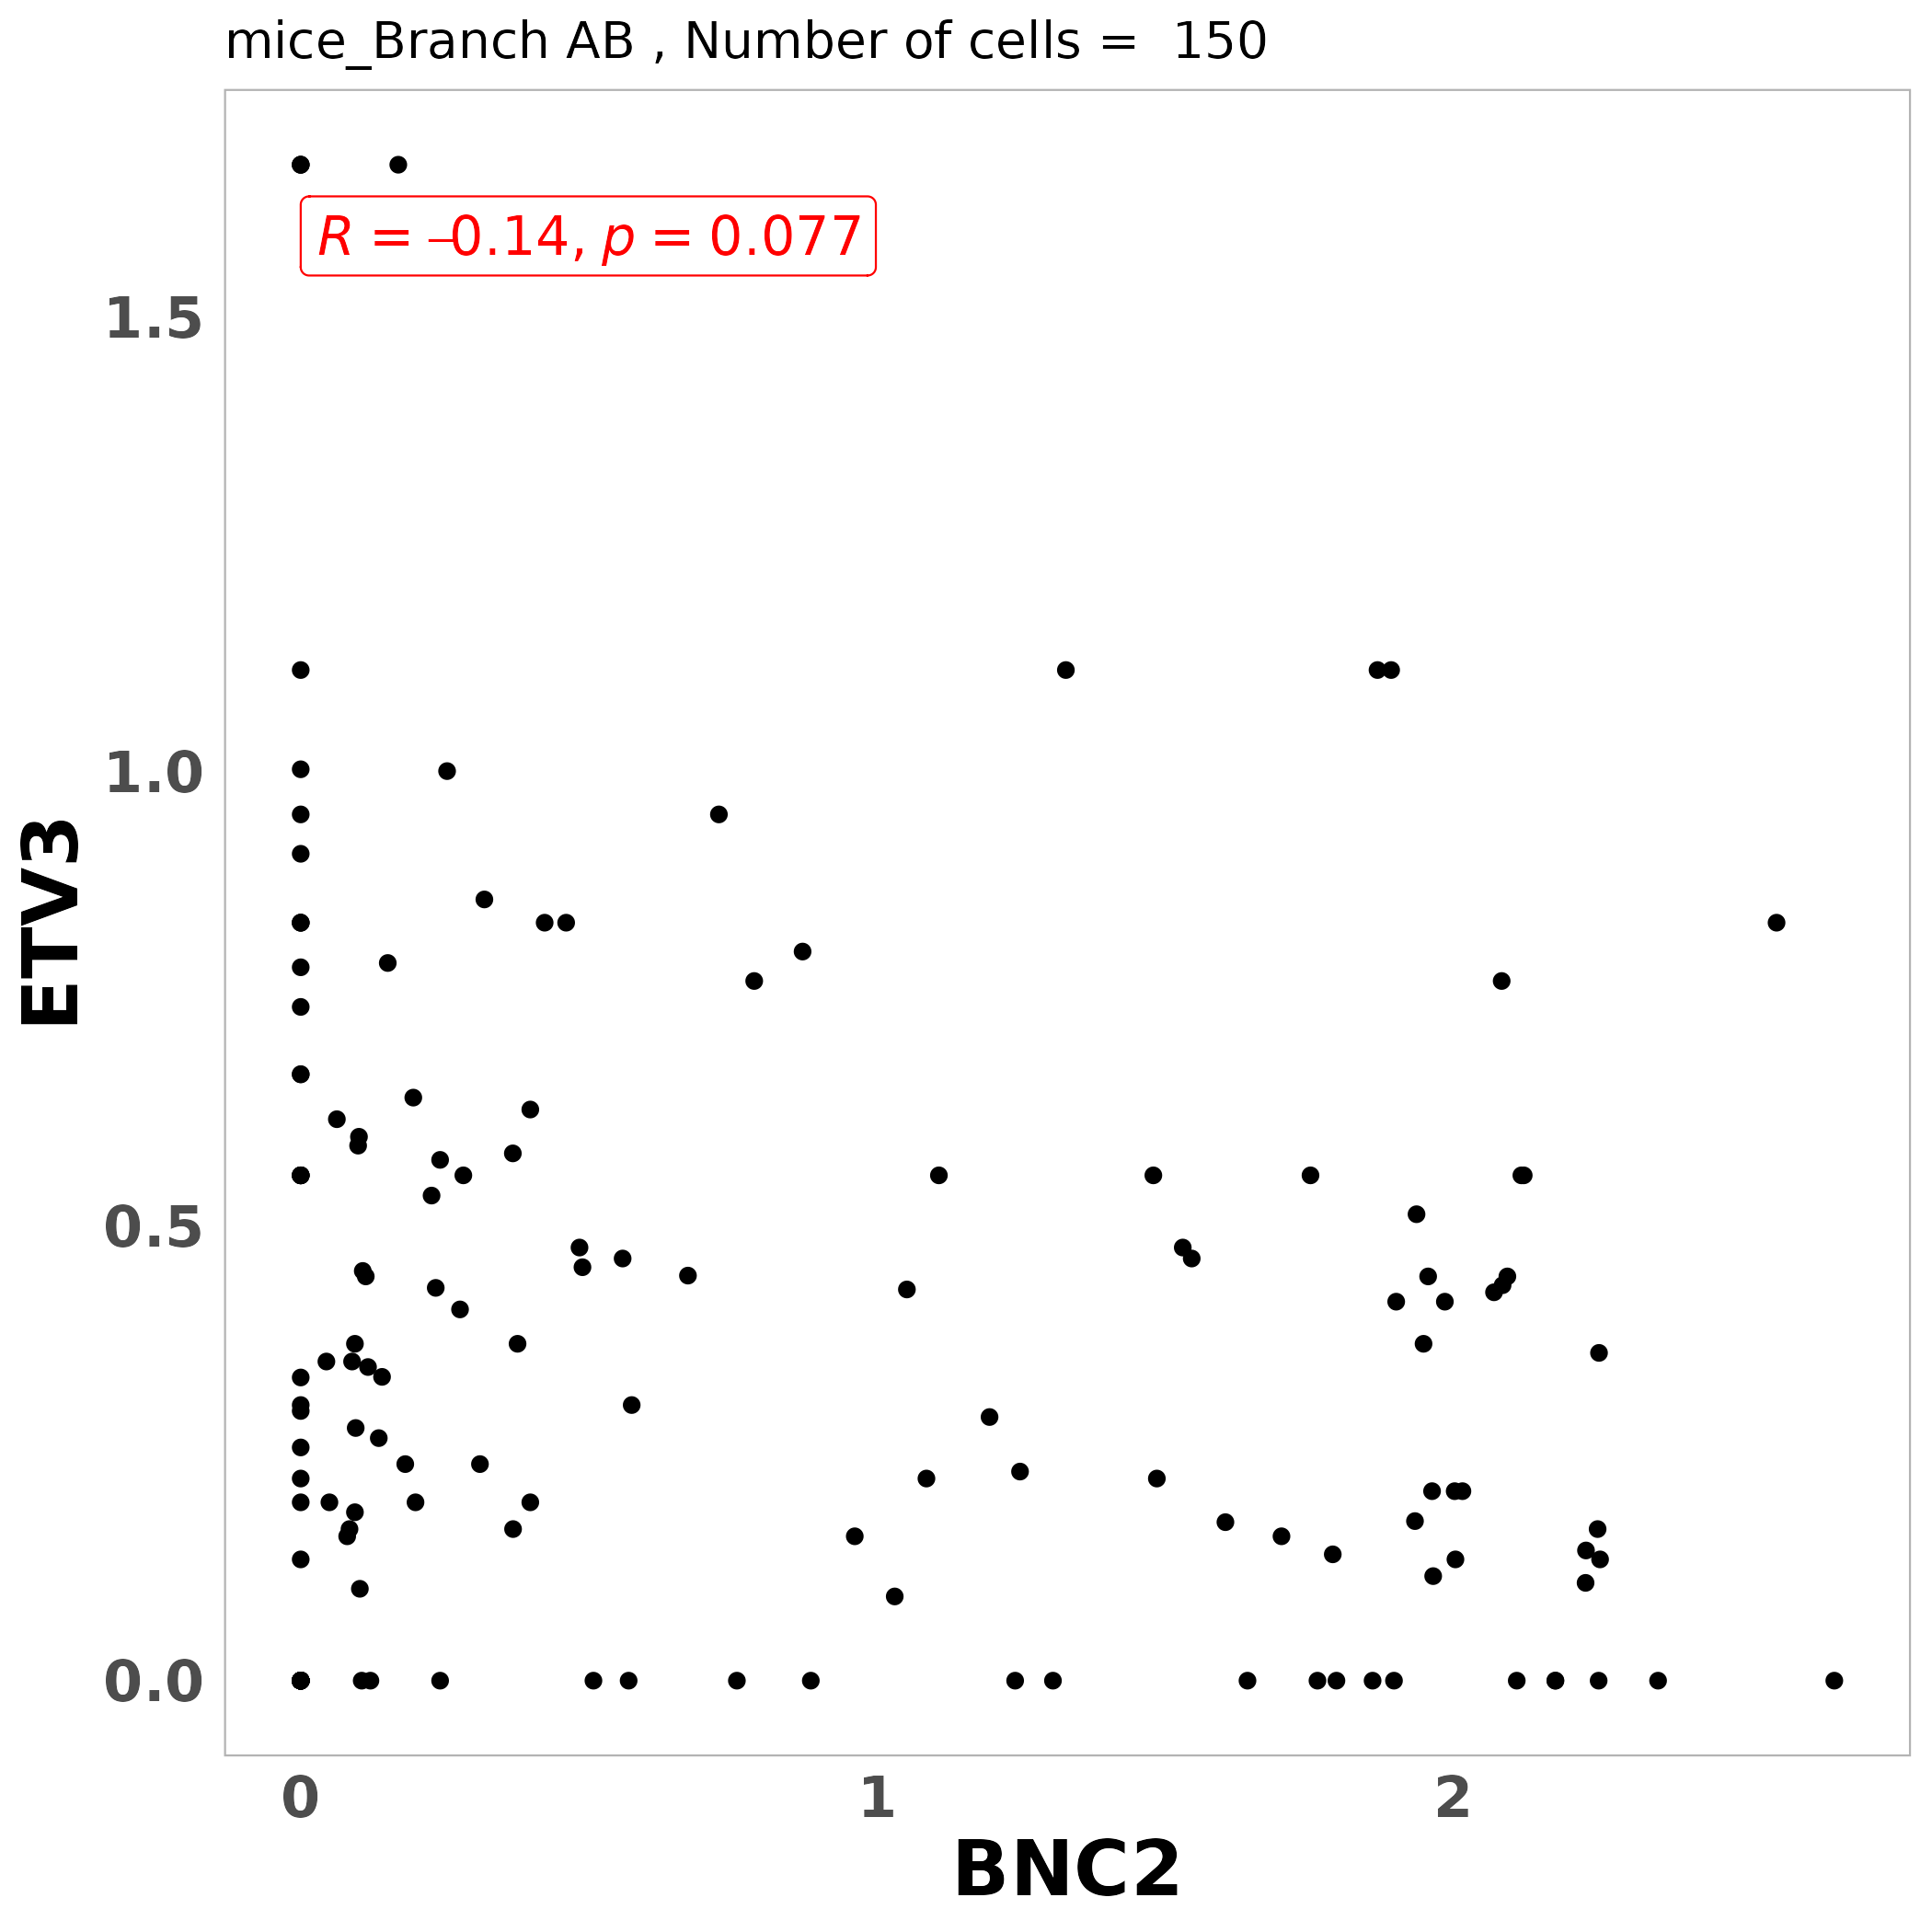 mice_Branch AB , Number of cells =  150
R = –0.14, p = 0.077
1.5
1.0
0.5
0.0
ETV3
0 1 2
BNC2